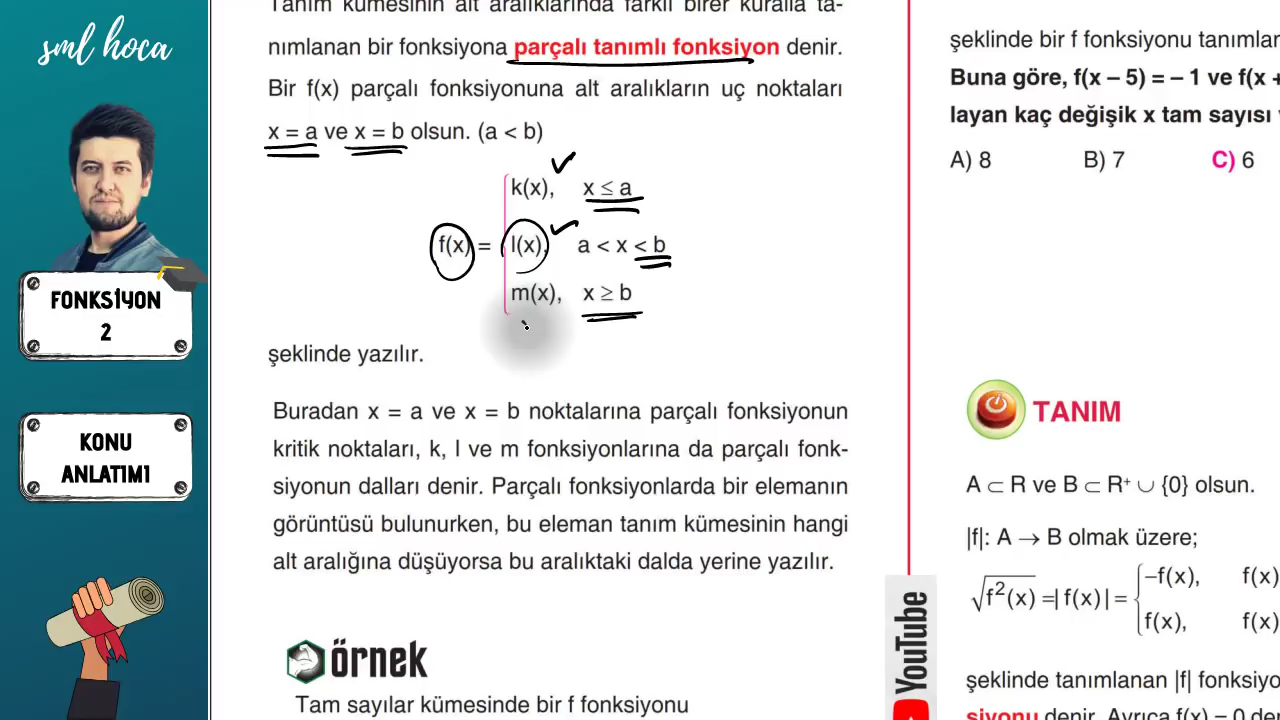 sml hoca
FONKSİYON
2
KONU
ANLATIMI
Tanım kümesinin alt aralıklarında farklı birer kuralla ta-
nımlanan bir fonksiyona parçalı tanımlı fonksiyon denir.
Bir f(x) parçalı fonksiyonuna alt aralıkların uç noktaları
x = a ve x = b olsun. (a < b)
k(x), x ≤ a
f(x) = l(x), a < x < b
m(x), x ≥ b
şeklinde yazılır.
Buradan x = a ve x = b noktalarına parçalı fonksiyonun
kritik noktaları, k, l ve m fonksiyonlarına da parçalı fonk-
siyonun dalları denir. Parçalı fonksiyonlarda bir elemanın
görüntüsü bulunurken, bu eleman tanım kümesinin hangi
alt aralığına düşüyorsa bu aralıktaki dalda yerine yazılır.
örnek
Tam sayılar kümesinde bir f fonksiyonu
YouTube
şeklinde bir f fonksiyonu tanımlan
Buna göre, f(x – 5) = – 1 ve f(x +
layan kaç değişik x tam sayısı v
A) 8 B) 7 C) 6
TANIM
A ⊂ R ve B ⊂ R⁺ ∪ {0} olsun.
|f|: A → B olmak üzere;
√f²(x) =| f(x) | = –f(x), f(x)
f(x), f(x)
şeklinde tanımlanan |f| fonksiyo
siyonu denir. Ayrıca f(x) = 0 den